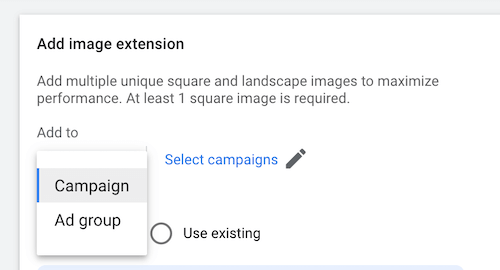 Add image extension
Add multiple unique square and landscape images to maximize
performance. At least 1 square image is required.
Add to
Select campaigns
Campaign
Ad group
Use existing